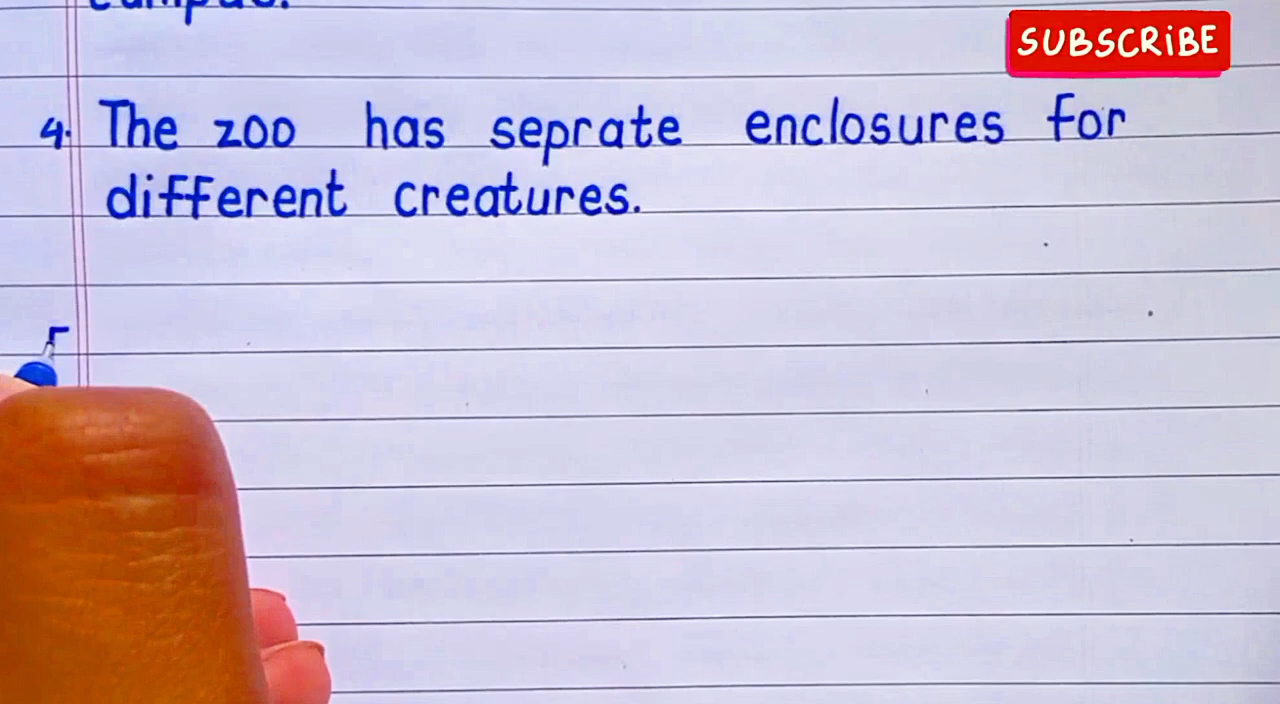 SUBSCRiBE
4. The zoo has seprate enclosures for
different creatures.